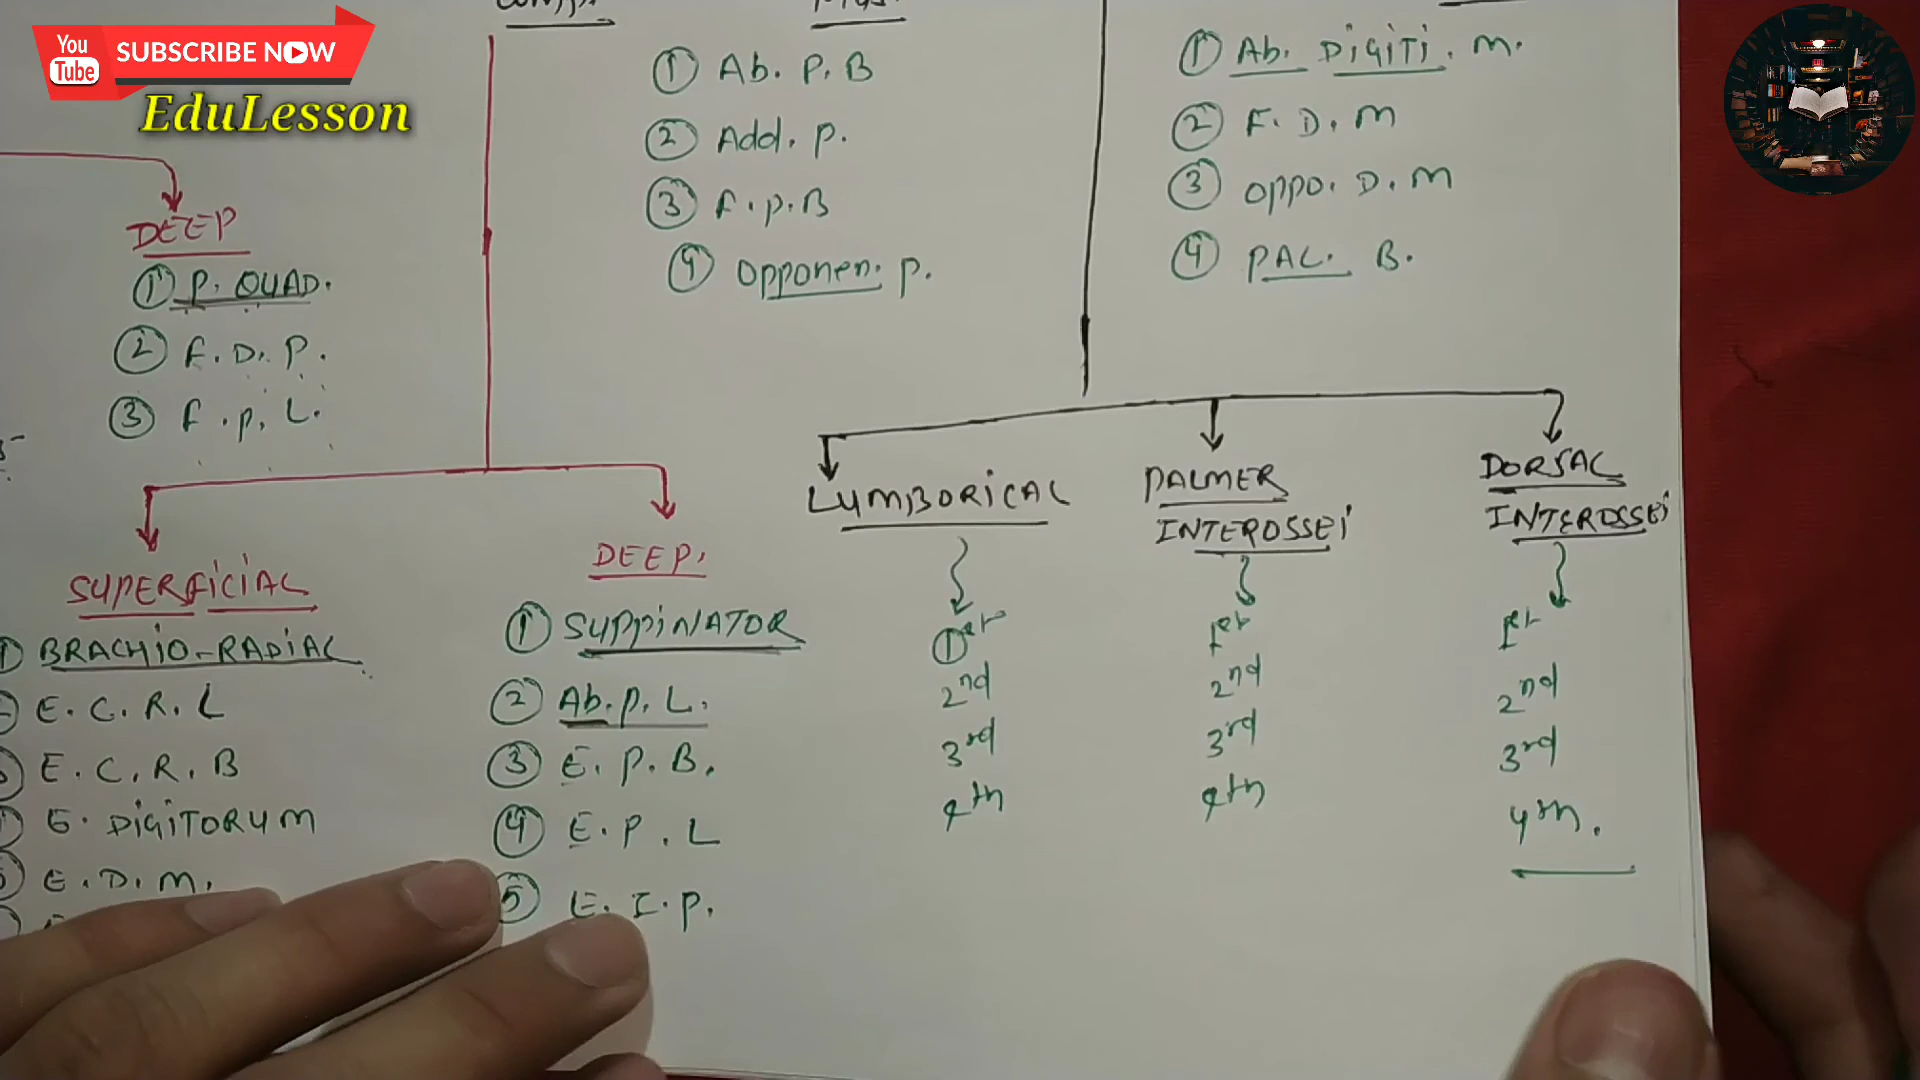 You
Tube
SUBSCRIBE NOW
EduLesson
DEEP
① P. QUAD.
② F. D. P.
③ F. P. L.
① Ab. P. B
② Add. P.
③ F. P. B
④ Opponen. P.
① Ab. DiGiTi. M.
② F. D. M
③ oppo. D. M
④ PAL. B.
SUPERFiCiAL
① BRACHiO-RADiAL
E. C. R. L
E. C. R. B
E. DiGiTORUM
E. D. M.
DEEP.
① SUPPiNATOR
② Ab. P. L.
③ E. P. B.
④ E. P. L
⑤ E. I. P.
LUMBORiCAL
①st
2nd
3rd
4th
PALMER
INTEROSSEi
1st
2nd
3rd
4th
DORSAL
INTEROSSEi
1st
2nd
3rd
4th.